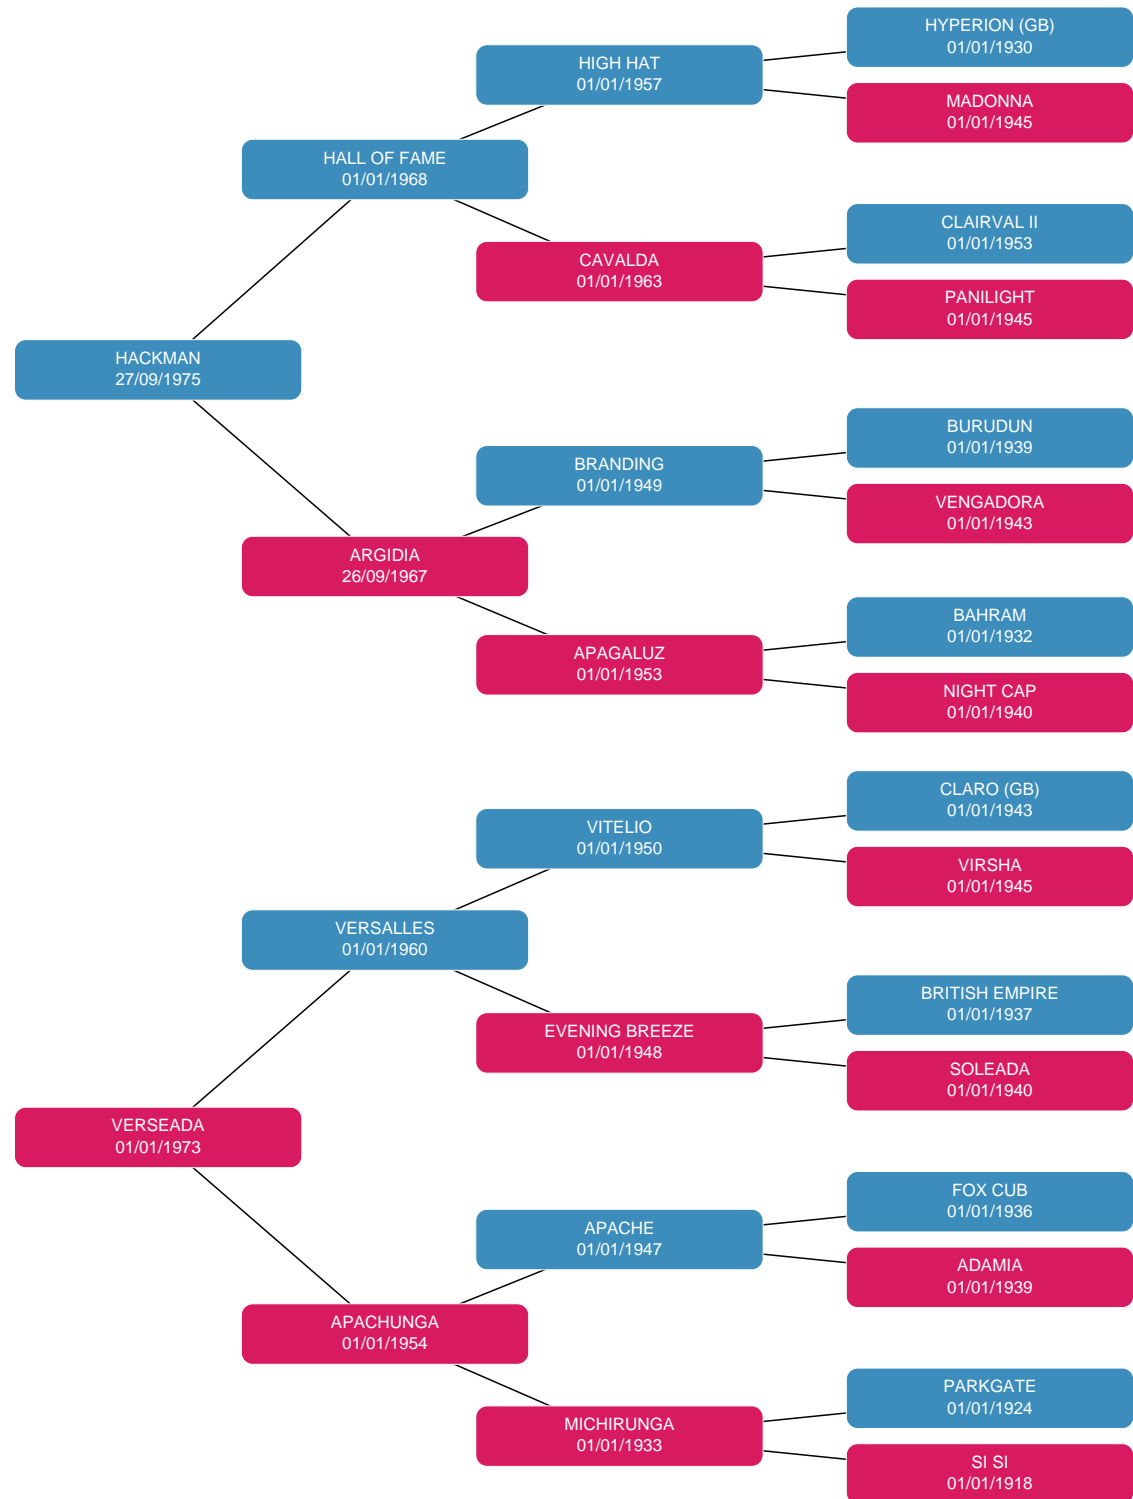 HYPERION (GB)
01/01/1930
HIGH HAT
01/01/1957
MADONNA
01/01/1945
HALL OF FAME
01/01/1968
CLAIRVAL II
01/01/1953
CAVALDA
01/01/1963
PANILIGHT
01/01/1945
HACKMAN
27/09/1975
BURUDUN
01/01/1939
BRANDING
01/01/1949
VENGADORA
01/01/1943
ARGIDIA
26/09/1967
BAHRAM
01/01/1932
APAGALUZ
01/01/1953
NIGHT CAP
01/01/1940
CLARO (GB)
01/01/1943
VITELIO
01/01/1950
VIRSHA
01/01/1945
VERSALLES
01/01/1960
BRITISH EMPIRE
01/01/1937
EVENING BREEZE
01/01/1948
SOLEADA
01/01/1940
VERSEADA
01/01/1973
FOX CUB
01/01/1936
APACHE
01/01/1947
ADAMIA
01/01/1939
APACHUNGA
01/01/1954
PARKGATE
01/01/1924
MICHIRUNGA
01/01/1933
SI SI
01/01/1918